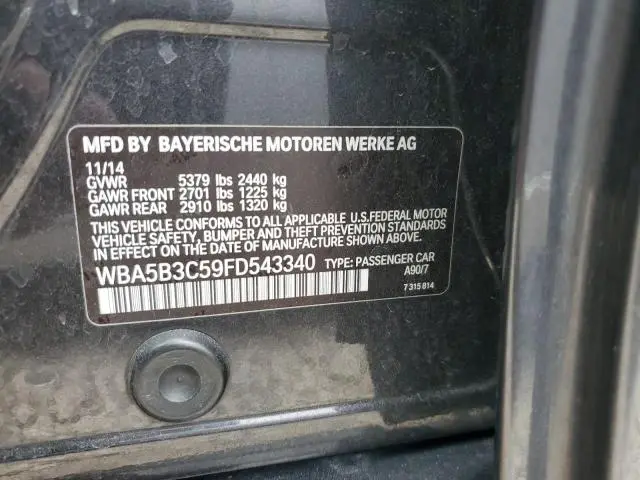 MFD BY BAYERISCHE MOTOREN WERKE AG
11/14
GVWR 5379 lbs 2440 kg
GAWR FRONT 2701 lbs 1225 kg
GAWR REAR 2910 lbs 1320 kg
THIS VEHICLE CONFORMS TO ALL APPLICABLE U.S.FEDERAL MOTOR
VEHICLE SAFETY, BUMPER AND THEFT PREVENTION STANDARDS
IN EFFECT ON THE DATE OF MANUFACTURE SHOWN ABOVE.
WBA5B3C59FD543340 TYPE: PASSENGER CAR
A90/7
7 315 814